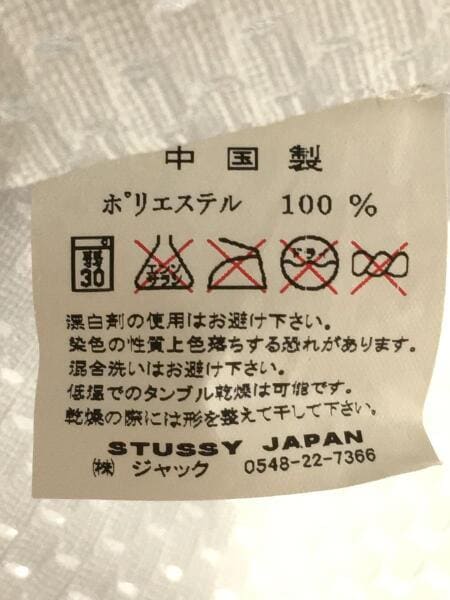 中国製
ポリエステル 100 %
弱 30 エンソ サラシ ドライ
漂白剤の使用はお避け下さい。
染色の性質上色落ちする恐れがあります。
混合洗いはお避け下さい。
低温でのタンブル乾燥は可能です。
乾燥の際には形を整えて干して下さい。
STUSSY JAPAN
㈱ ジャック 0548-22-7366